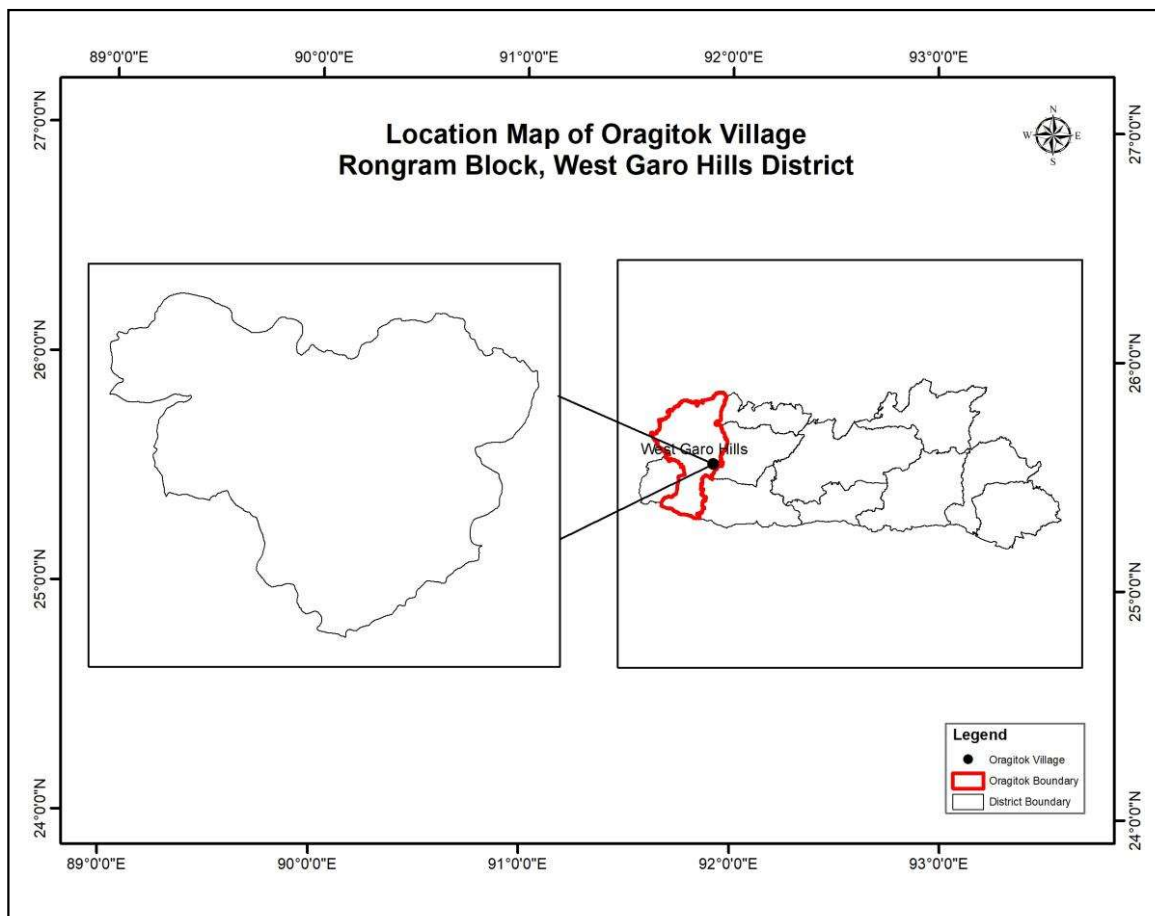 89°0'0"E 90°0'0"E 91°0'0"E 92°0'0"E 93°0'0"E
Location Map of Oragitok Village
Rongram Block, West Garo Hills District
N
W E
S
27°0'0"N
26°0'0"N
25°0'0"N
24°0'0"N
27°0'0"N
26°0'0"N
25°0'0"N
24°0'0"N
West Garo Hills
Legend
Oragitok Village
Oragitok Boundary
District Boundary
89°0'0"E 90°0'0"E 91°0'0"E 92°0'0"E 93°0'0"E